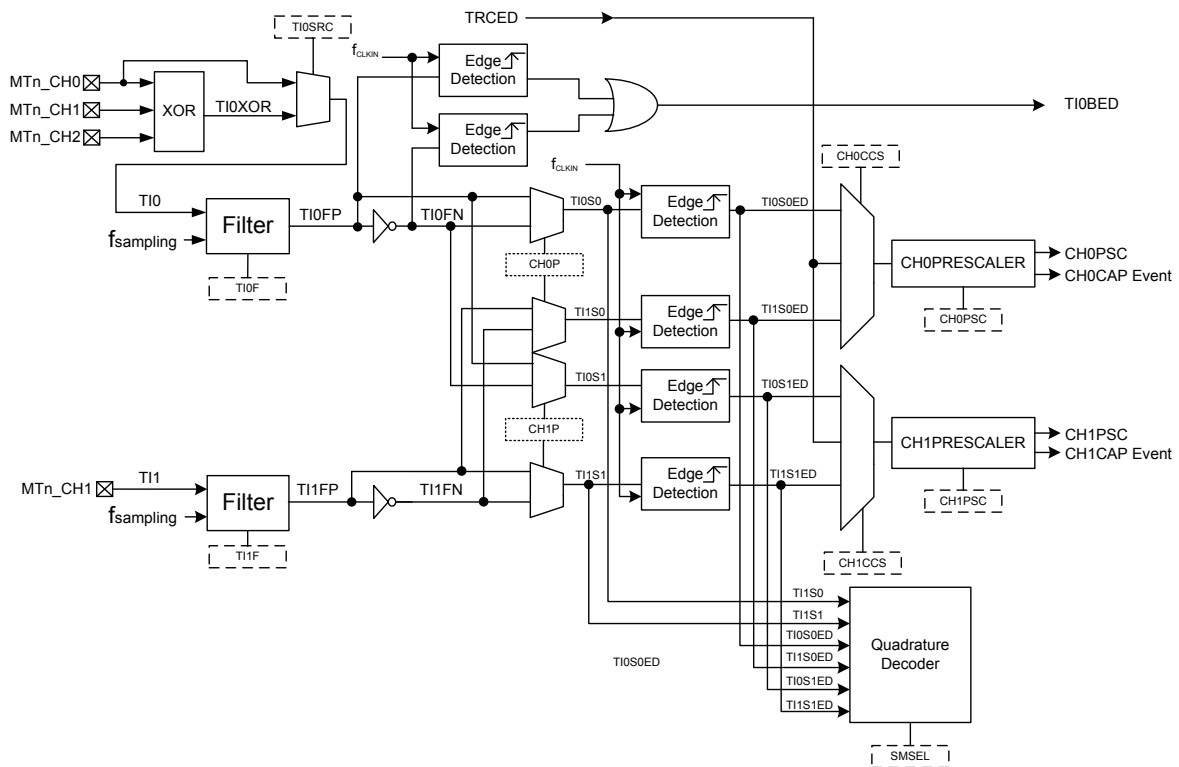 TRCED
TI0SRC
fCLKIN
Edge
Detection
MTn_CH0
MTn_CH1
MTn_CH2
XOR
TI0XOR
TI0BED
Edge
Detection
CH0CCS
fCLKIN
TI0
Filter
TI0FP
TI0FN
TI0S0
Edge
Detection
TI0S0ED
fsampling
TI0F
CH0P
CH0PRESCALER
CH0PSC
CH0CAP Event
TI1S0
Edge
Detection
TI1S0ED
CH0PSC
TI0S1
Edge
Detection
TI0S1ED
CH1P
CH1PRESCALER
CH1PSC
CH1CAP Event
MTn_CH1
TI1
Filter
TI1FP
TI1FN
TI1S1
Edge
Detection
TI1S1ED
CH1PSC
fsampling
TI1F
CH1CCS
TI1S0
TI1S1
TI0S0ED
TI0S0ED
TI1S0ED
TI0S1ED
TI1S1ED
Quadrature
Decoder
SMSEL